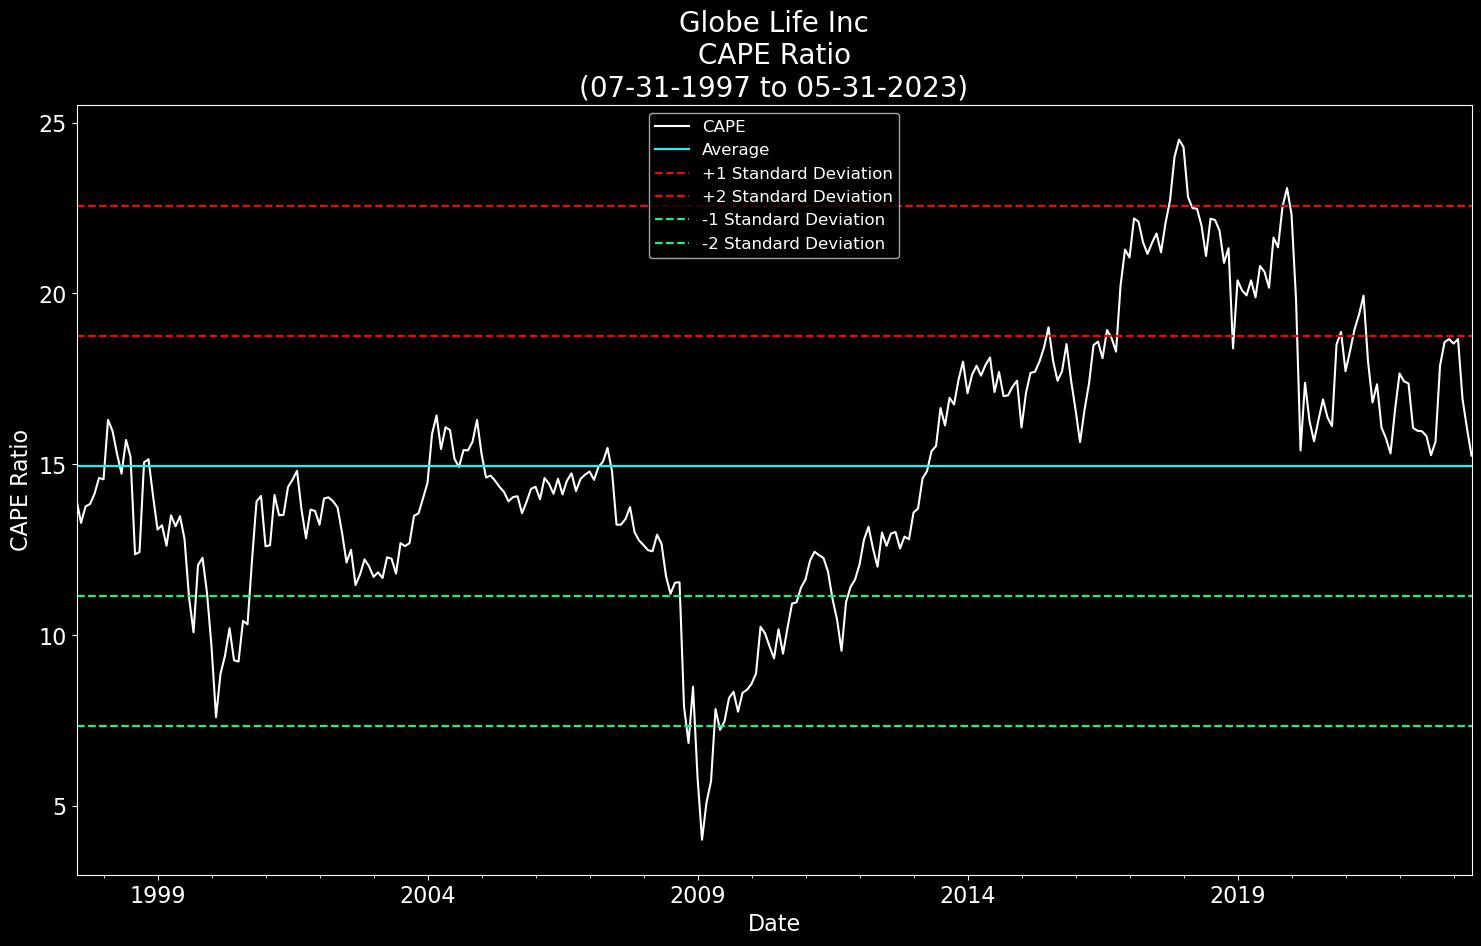 Globe Life Inc
CAPE Ratio
(07-31-1997 to 05-31-2023)
CAPE
Average
+1 Standard Deviation
+2 Standard Deviation
-1 Standard Deviation
-2 Standard Deviation
25
20
15
10
5
CAPE Ratio
1999
2004
2009
2014
2019
Date